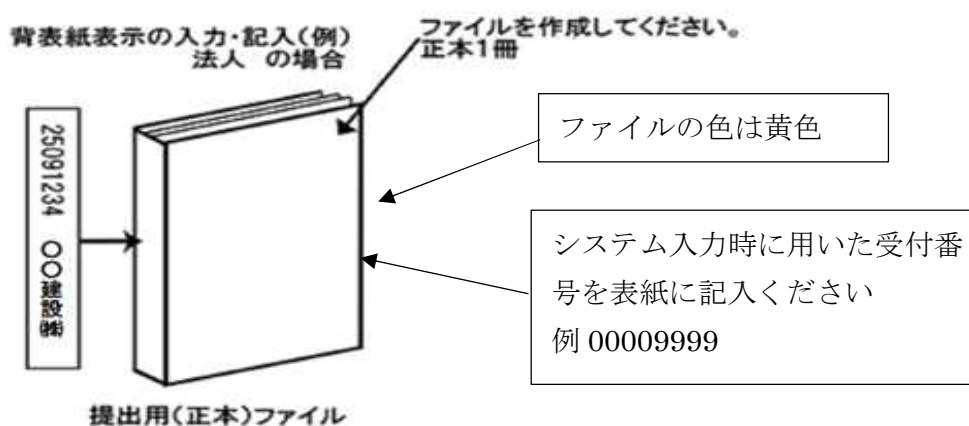 背表紙表示の入力・記入(例)
法人 の場合
ファイルを作成してください。
正本1冊
25091234 〇〇建設㈱
ファイルの色は黄色
システム入力時に用いた受付番
号を表紙に記入ください
例 00009999
提出用(正本)ファイル